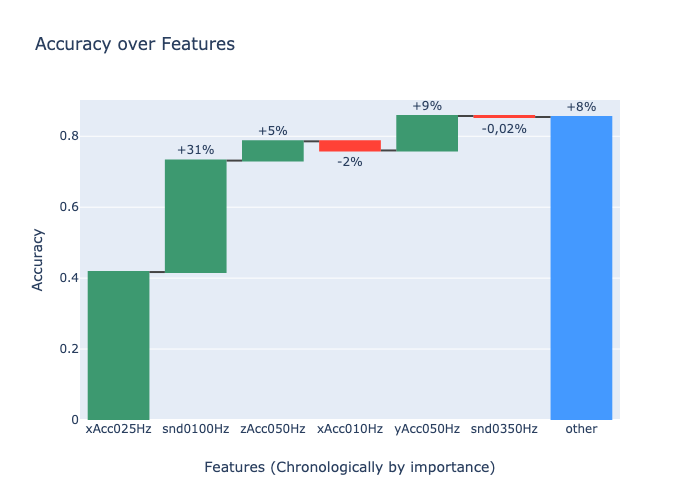 Accuracy over Features
+31%
+5%
-2%
+9%
-0,02%
+8%
Accuracy
0.8
0.6
0.4
0.2
0
xAcc025Hz
snd0100Hz
zAcc050Hz
xAcc010Hz
yAcc050Hz
snd0350Hz
other
Features (Chronologically by importance)